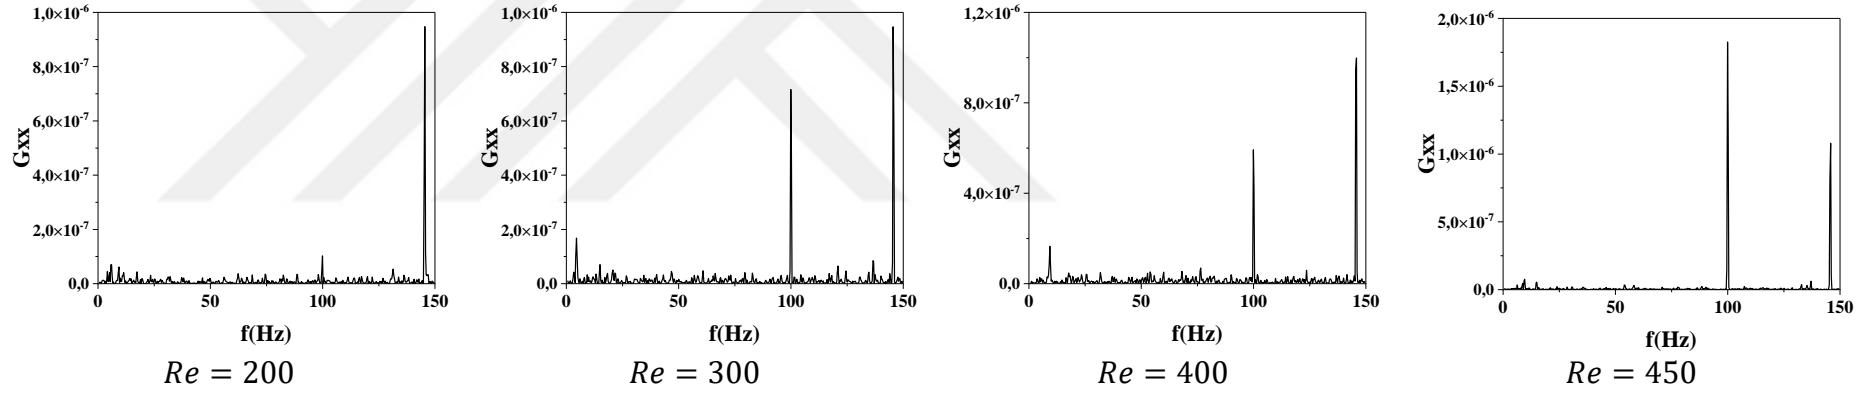 1,0×10⁻⁶
8,0×10⁻⁷
6,0×10⁻⁷
4,0×10⁻⁷
2,0×10⁻⁷
0,0
Gxx
0 50 100 150
f(Hz)
Re = 200
1,0×10⁻⁶
8,0×10⁻⁷
6,0×10⁻⁷
4,0×10⁻⁷
2,0×10⁻⁷
0,0
Gxx
0 50 100 150
f(Hz)
Re = 300
1,2×10⁻⁶
8,0×10⁻⁷
4,0×10⁻⁷
0,0
Gxx
0 50 100 150
f(Hz)
Re = 400
2,0×10⁻⁶
1,5×10⁻⁶
1,0×10⁻⁶
5,0×10⁻⁷
0,0
Gxx
0 50 100 150
f(Hz)
Re = 450